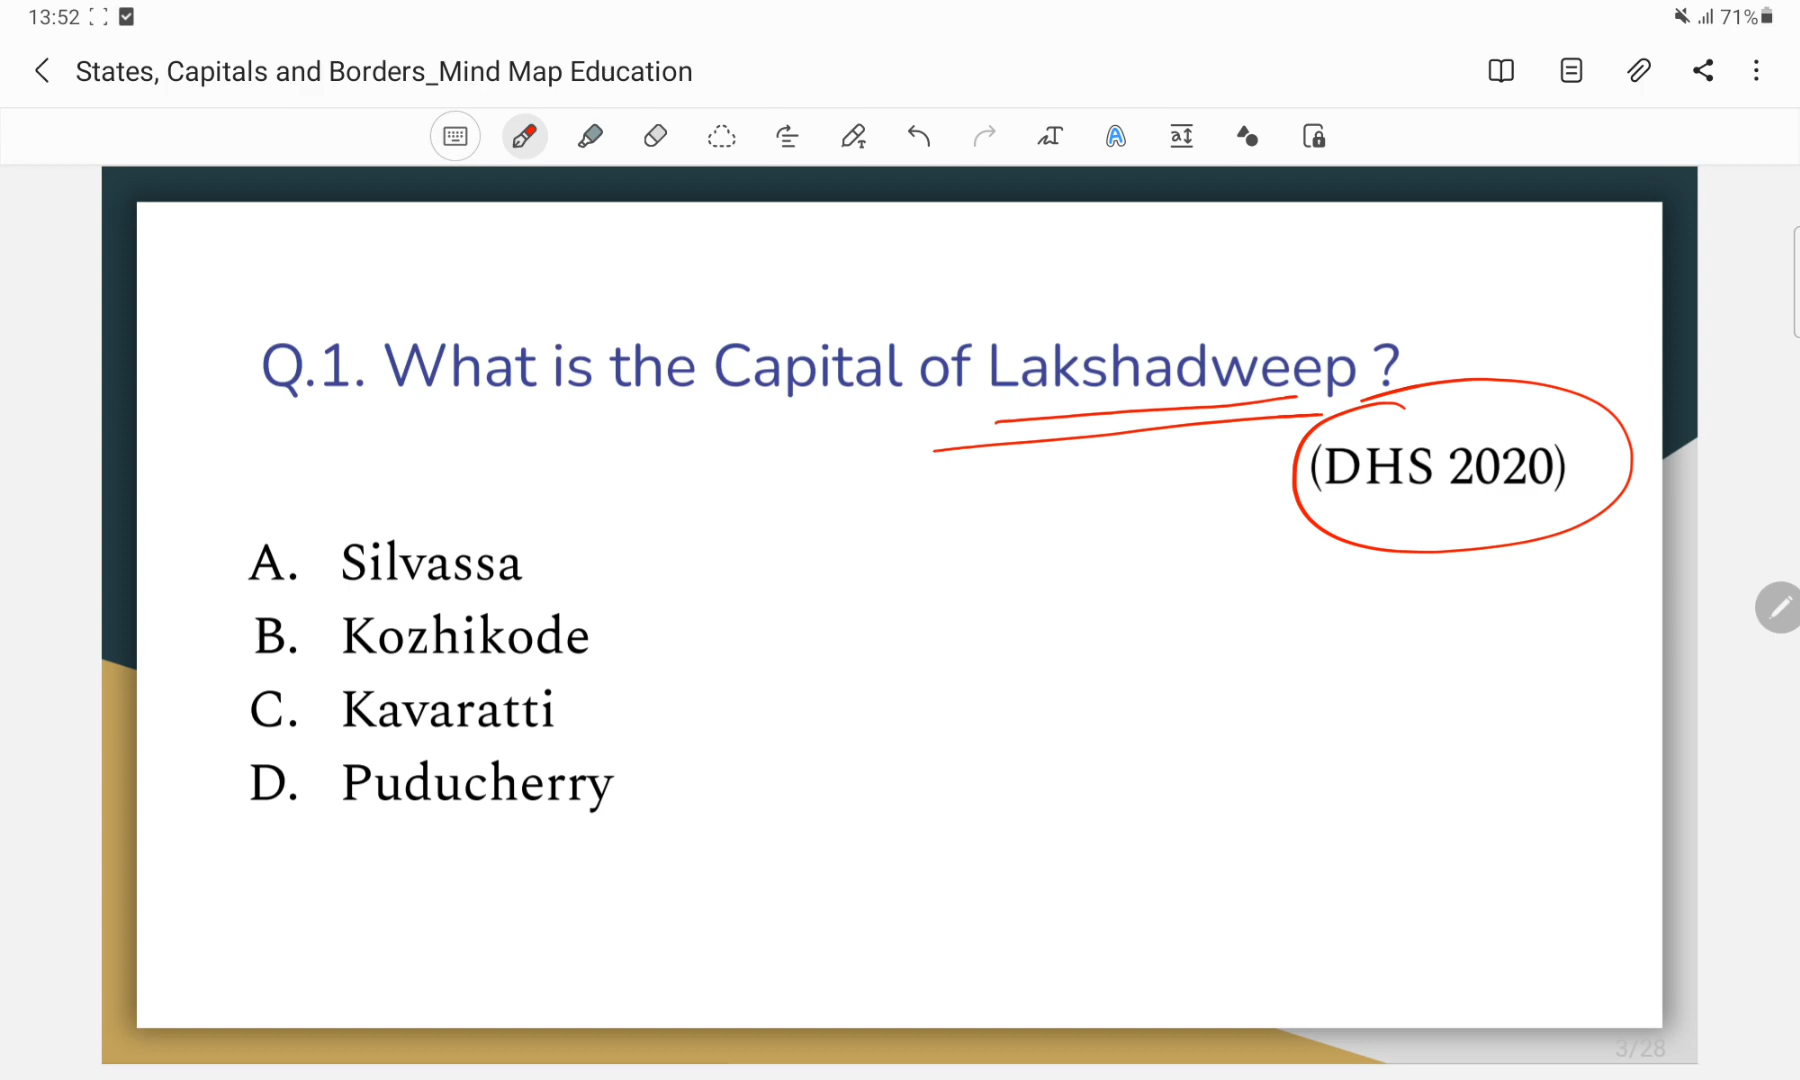 13:52
71%
States, Capitals and Borders_Mind Map Education
Q.1. What is the Capital of Lakshadweep ?
(DHS 2020)
A. Silvassa
B. Kozhikode
C. Kavaratti
D. Puducherry
3/28